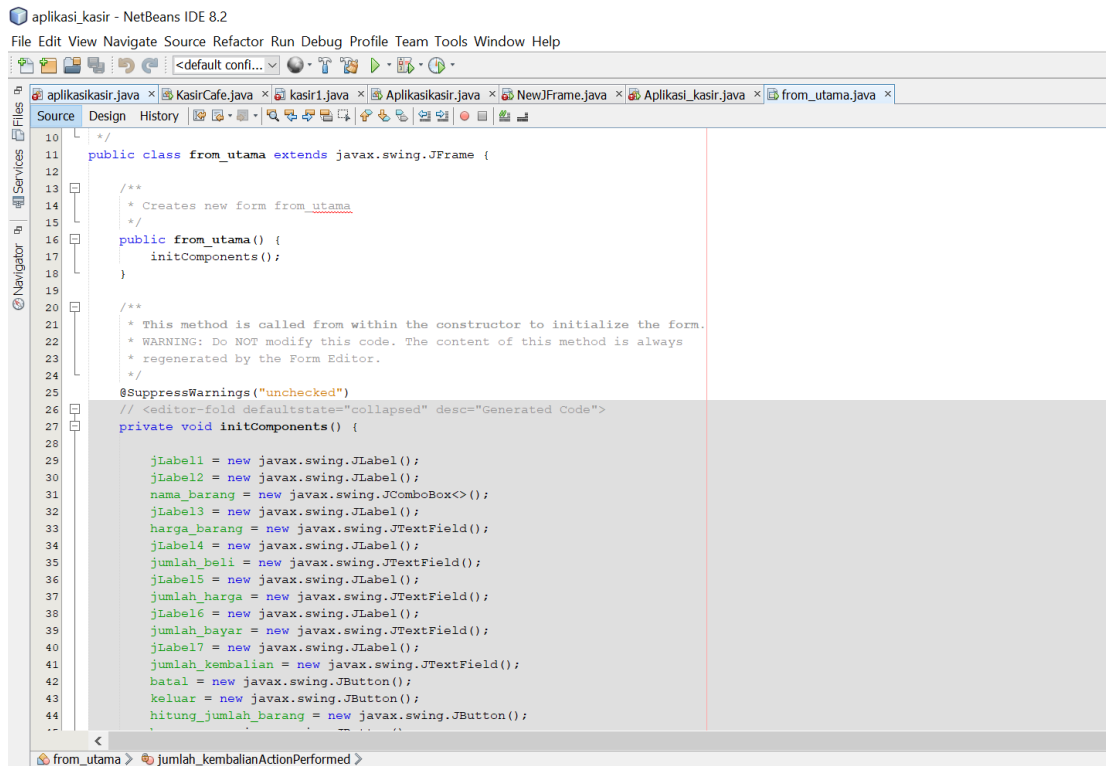 aplikasi_kasir - NetBeans IDE 8.2
File Edit View Navigate Source Refactor Run Debug Profile Team Tools Window Help
<default confi...
aplikasikasir.java × KasirCafe.java × kasir1.java × Aplikasikasir.java × NewJFrame.java × Aplikasi_kasir.java × from_utama.java ×
Source Design History
Files
Services
Navigator
10 */
11 public class from_utama extends javax.swing.JFrame {
12
13 /**
14 * Creates new form from_utama
15 */
16 public from_utama() {
17 initComponents();
18 }
19
20 /**
21 * This method is called from within the constructor to initialize the form.
22 * WARNING: Do NOT modify this code. The content of this method is always
23 * regenerated by the Form Editor.
24 */
25 @SuppressWarnings("unchecked")
26 // <editor-fold defaultstate="collapsed" desc="Generated Code">
27 private void initComponents() {
28
29 jLabel1 = new javax.swing.JLabel();
30 jLabel2 = new javax.swing.JLabel();
31 nama_barang = new javax.swing.JComboBox<>();
32 jLabel3 = new javax.swing.JLabel();
33 harga_barang = new javax.swing.JTextField();
34 jLabel4 = new javax.swing.JLabel();
35 jumlah_beli = new javax.swing.JTextField();
36 jLabel5 = new javax.swing.JLabel();
37 jumlah_harga = new javax.swing.JTextField();
38 jLabel6 = new javax.swing.JLabel();
39 jumlah_bayar = new javax.swing.JTextField();
40 jLabel7 = new javax.swing.JLabel();
41 jumlah_kembalian = new javax.swing.JTextField();
42 batal = new javax.swing.JButton();
43 keluar = new javax.swing.JButton();
44 hitung_jumlah_barang = new javax.swing.JButton();
from_utama
jumlah_kembalianActionPerformed